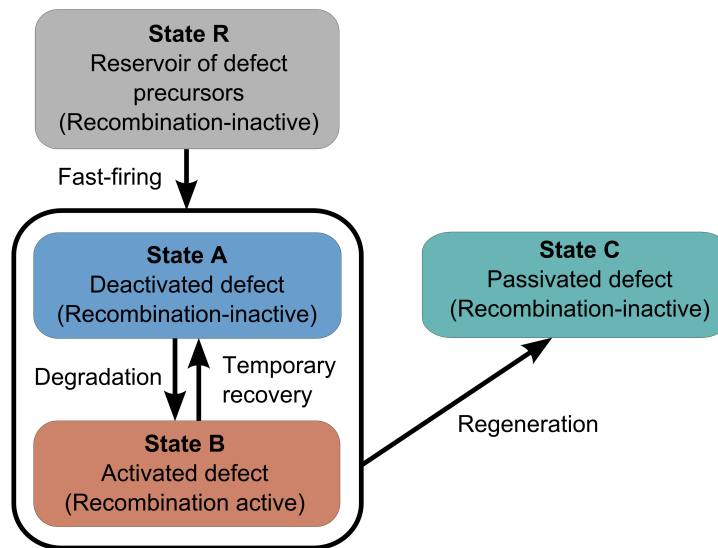 State R
Reservoir of defect
precursors
(Recombination-inactive)
Fast-firing
State A
Deactivated defect
(Recombination-inactive)
State C
Passivated defect
(Recombination-inactive)
Degradation
Temporary
recovery
Regeneration
State B
Activated defect
(Recombination active)